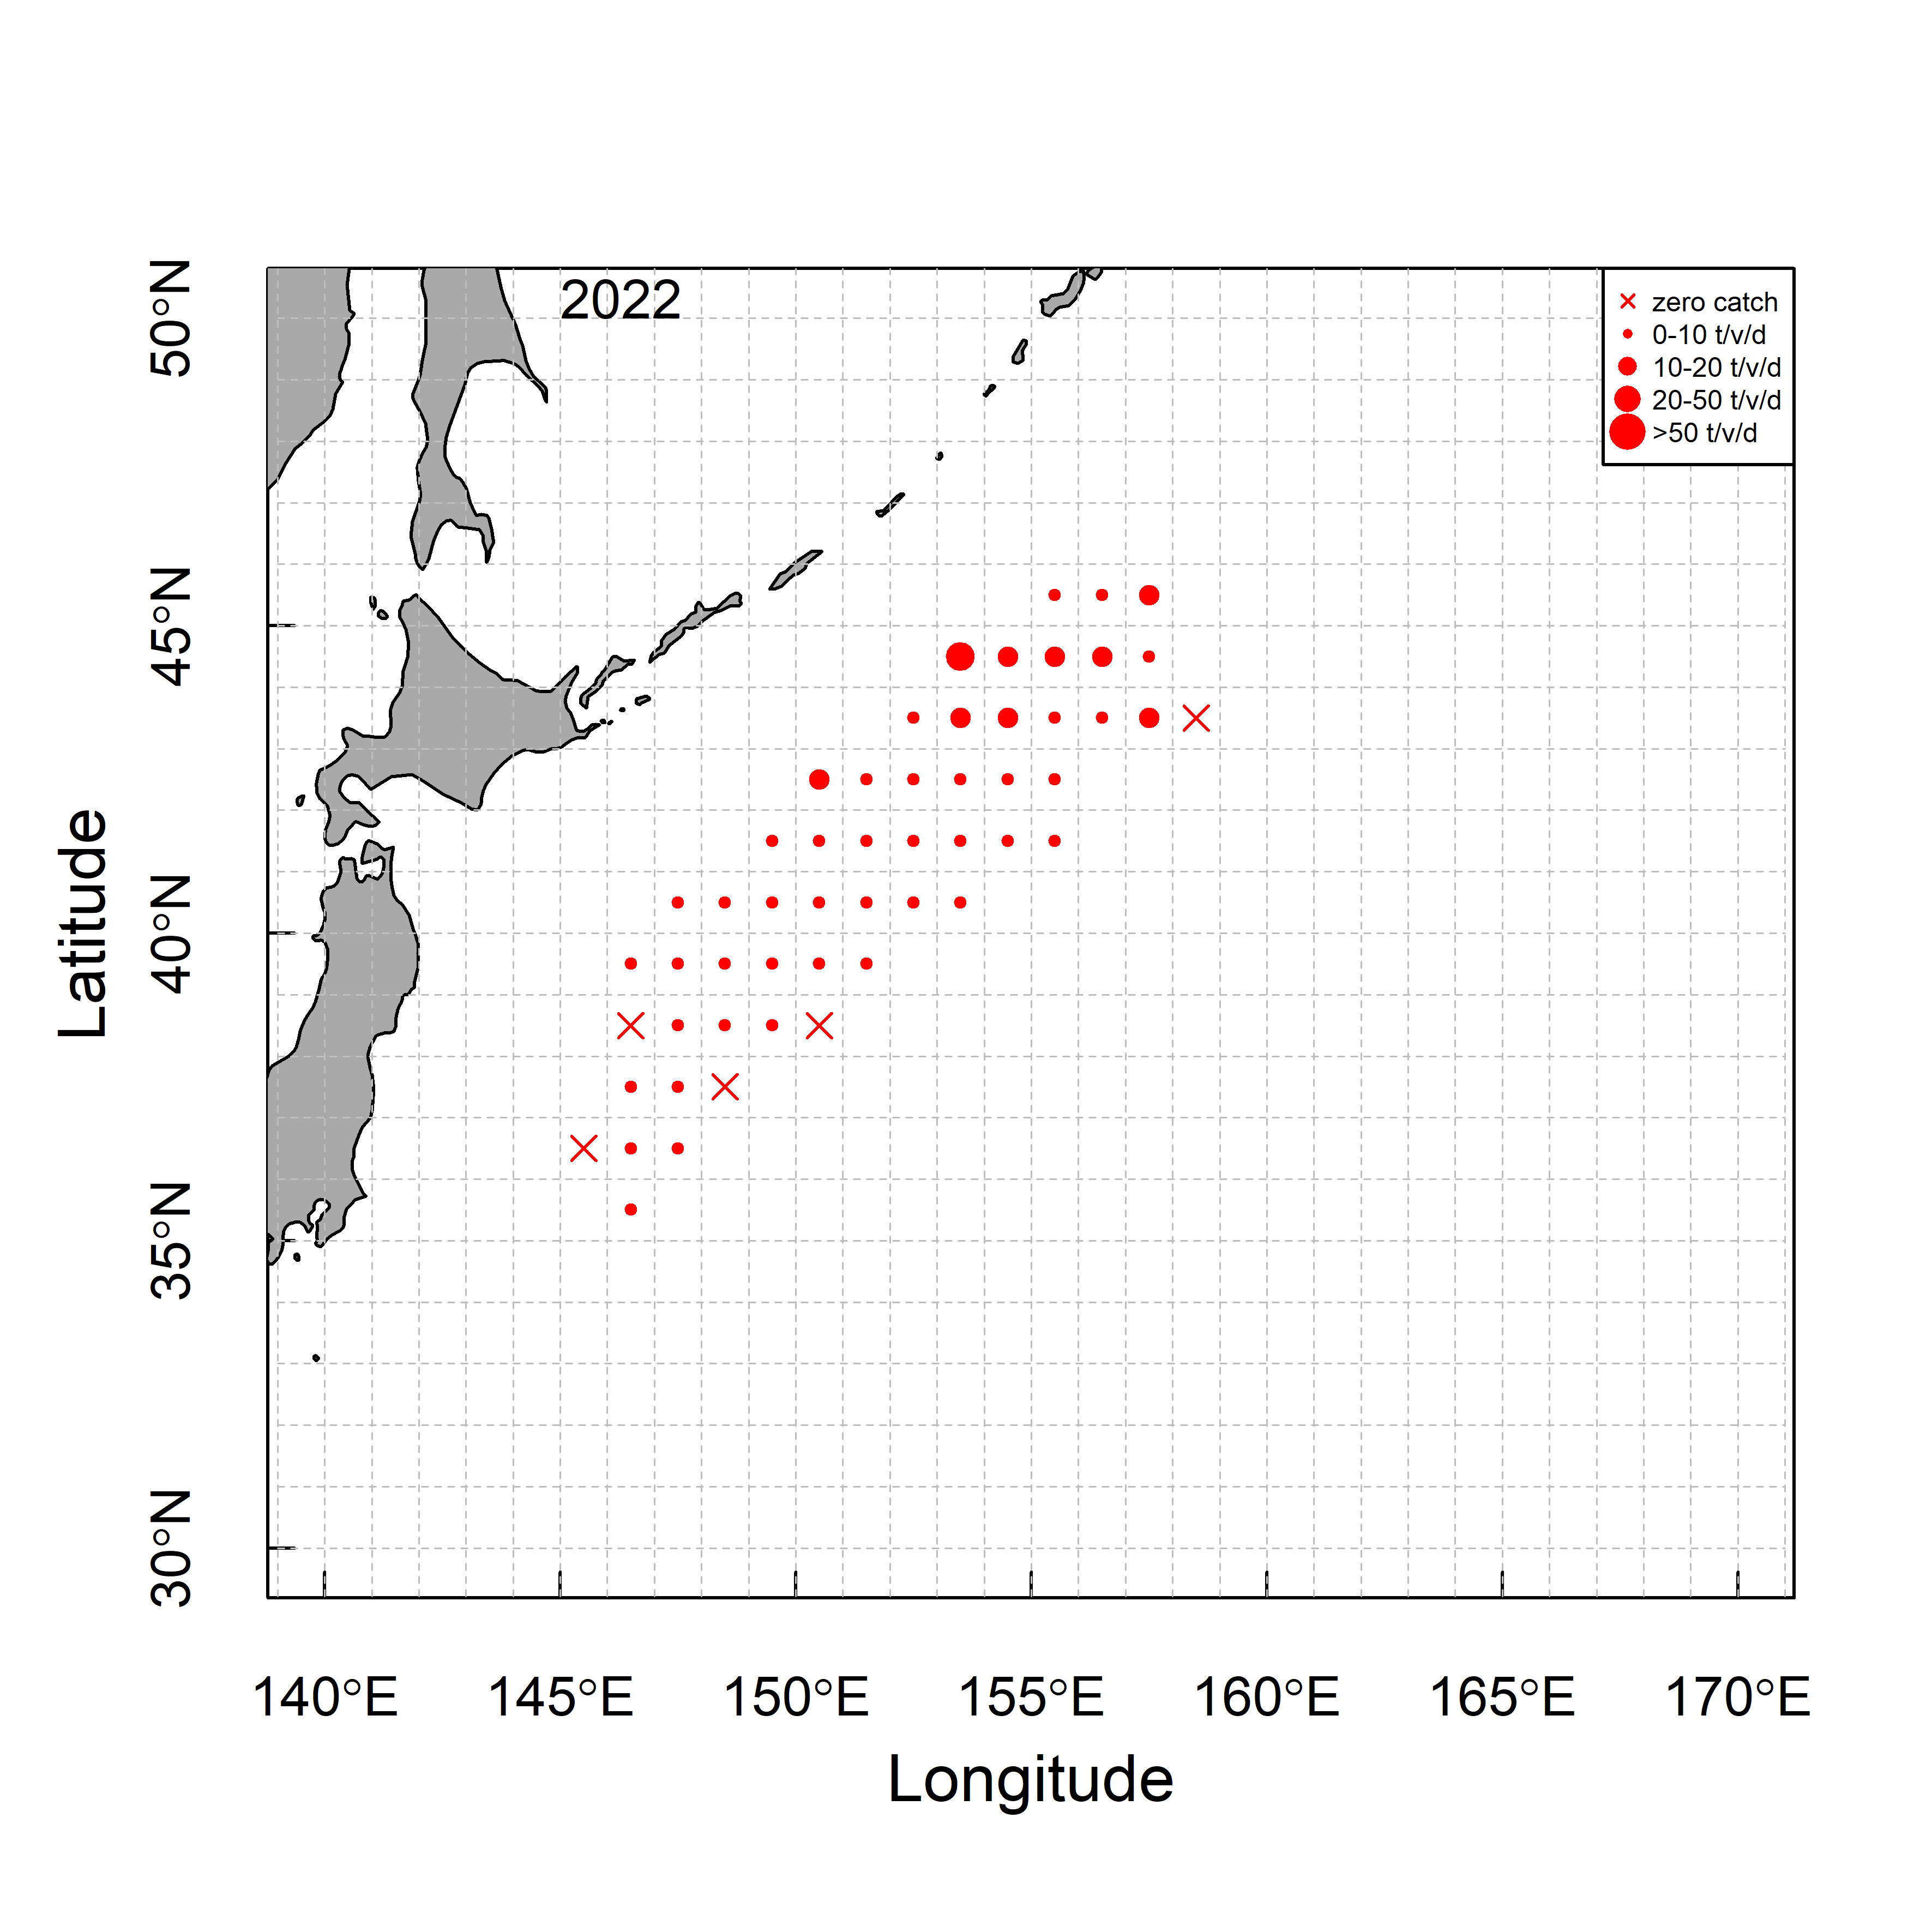 2022
zero catch
0-10 t/v/d
10-20 t/v/d
20-50 t/v/d
>50 t/v/d
Latitude
50°N
45°N
40°N
35°N
30°N
140°E 145°E 150°E 155°E 160°E 165°E 170°E
Longitude